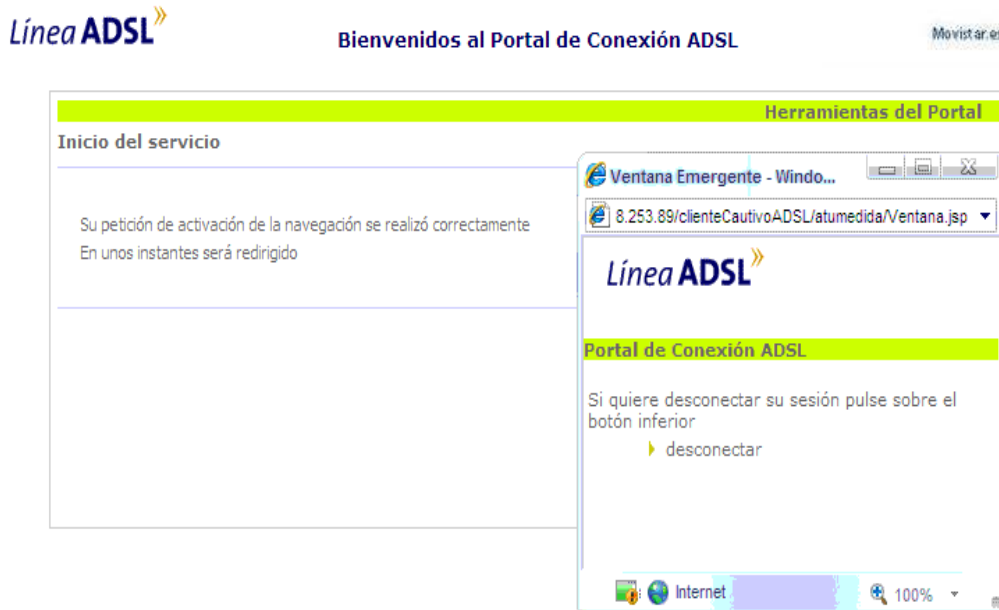 Línea ADSL
Bienvenidos al Portal de Conexión ADSL
Movistar.es
Herramientas del Portal
Inicio del servicio
Su petición de activación de la navegación se realizó correctamente
En unos instantes será redirigido
Ventana Emergente - Windo...
8.253.89/clienteCautivoADSL/atumedida/Ventana.jsp
Línea ADSL
Portal de Conexión ADSL
Si quiere desconectar su sesión pulse sobre el
botón inferior
desconectar
Internet
100%